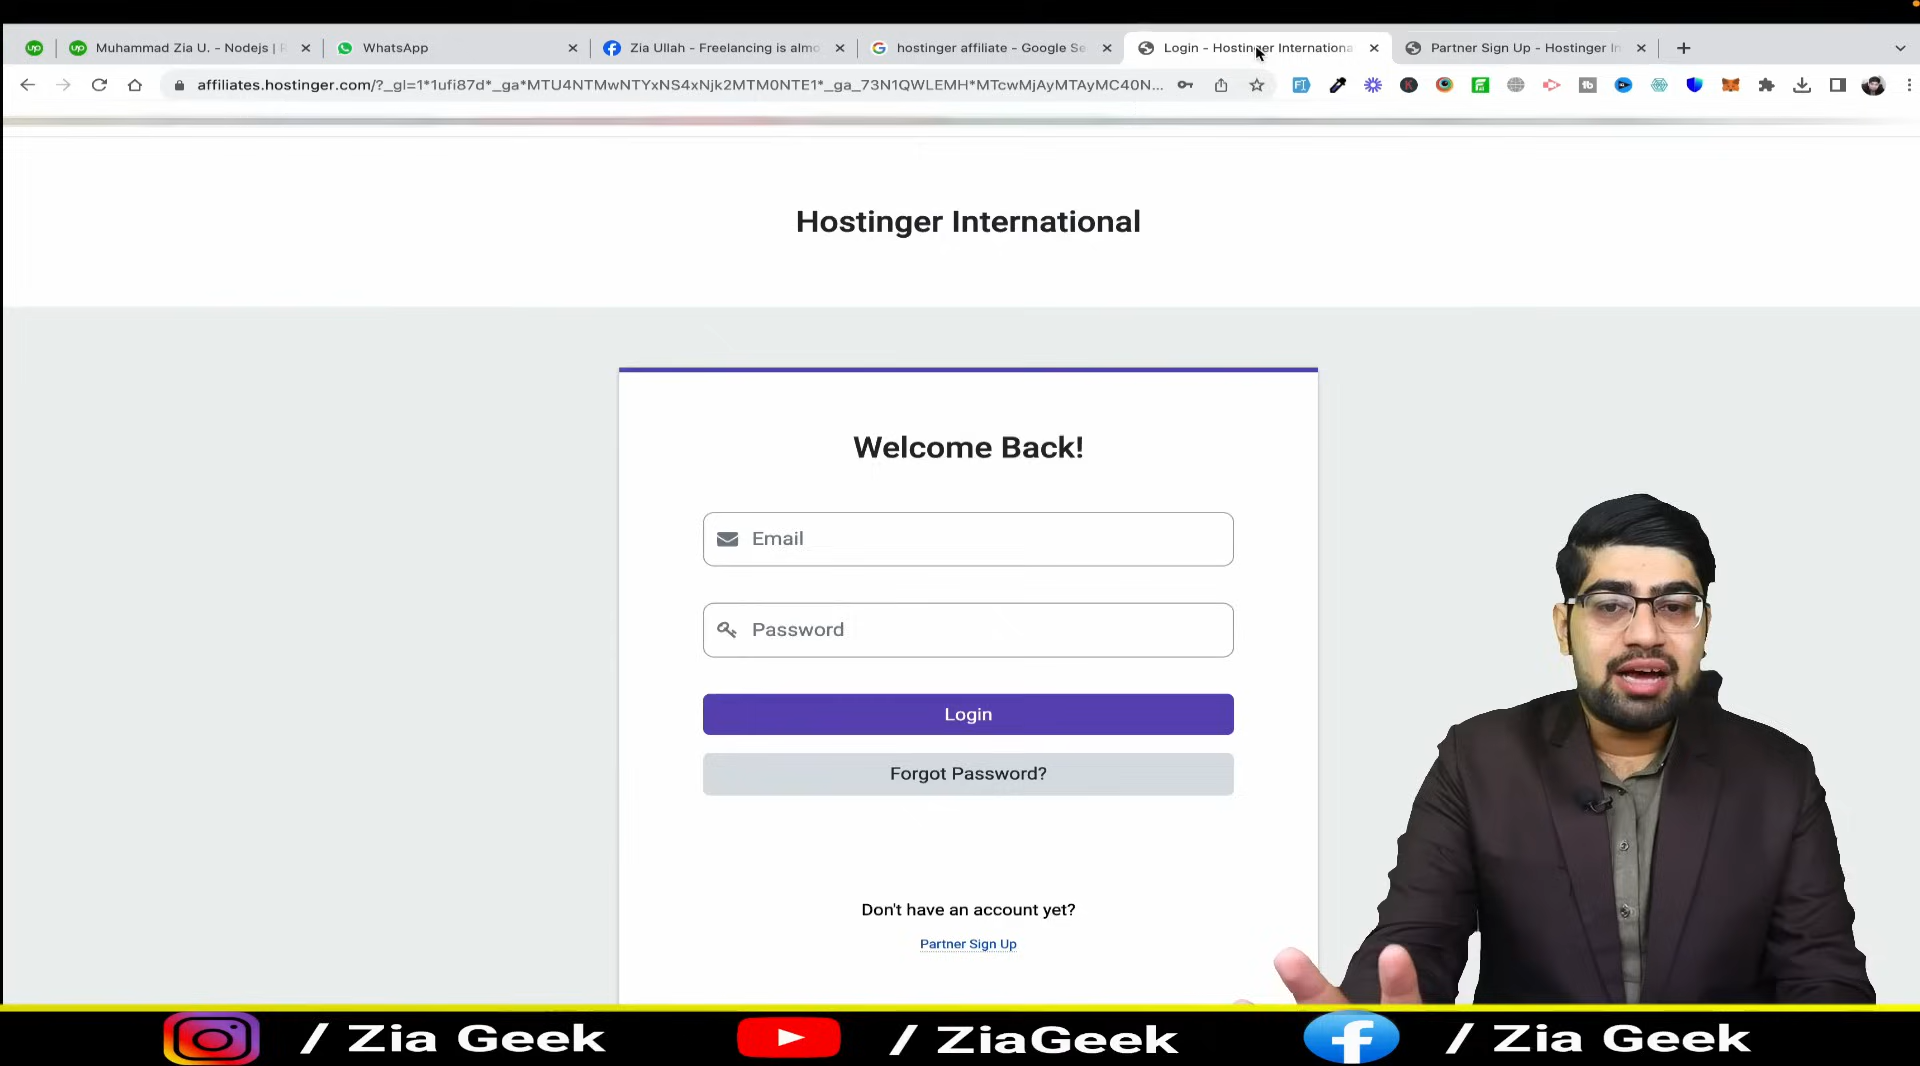 up
up Muhammad Zia U. - Nodejs |
WhatsApp
Zia Ullah - Freelancing is almo
hostinger affiliate - Google Se
Login - Hostinger Internationa
Partner Sign Up - Hostinger In
affiliates.hostinger.com/?_gl=1*1ufi87d*_ga*MTU4NTMwNTYxNS4xNjk2MTM0NTE1*_ga_73N1QWLEMH*MTcwMjAyMTAyMC40N...
Hostinger International
Welcome Back!
Email
Password
Login
Forgot Password?
Don't have an account yet?
Partner Sign Up
/ Zia Geek
/ ZiaGeek
/ Zia Geek